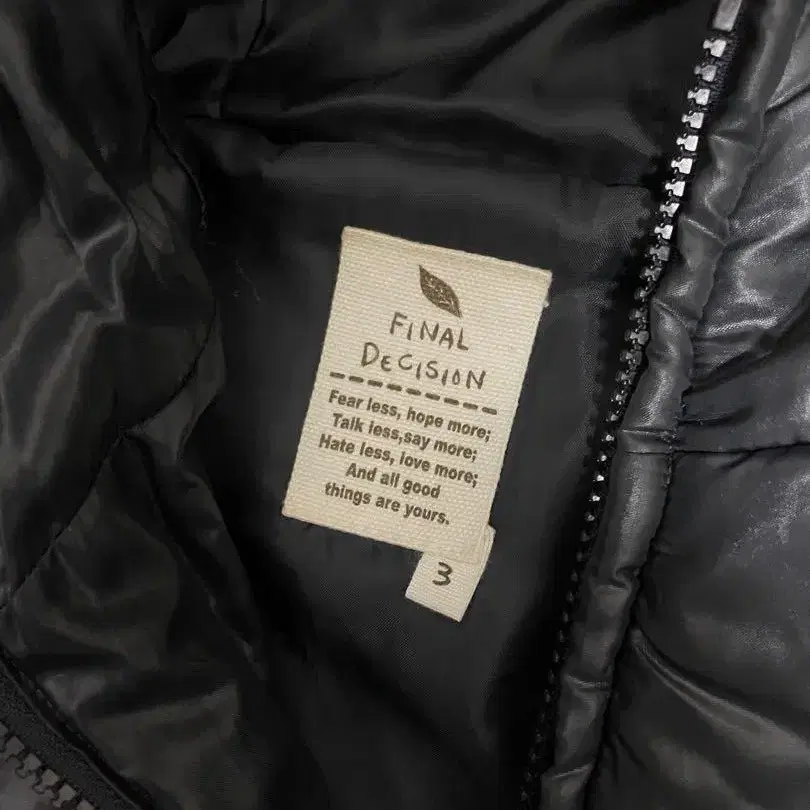 FiNAL
DECISION
Fear less, hope more;
Talk less,say more;
Hate less, love more;
And all good
things are yours.
3